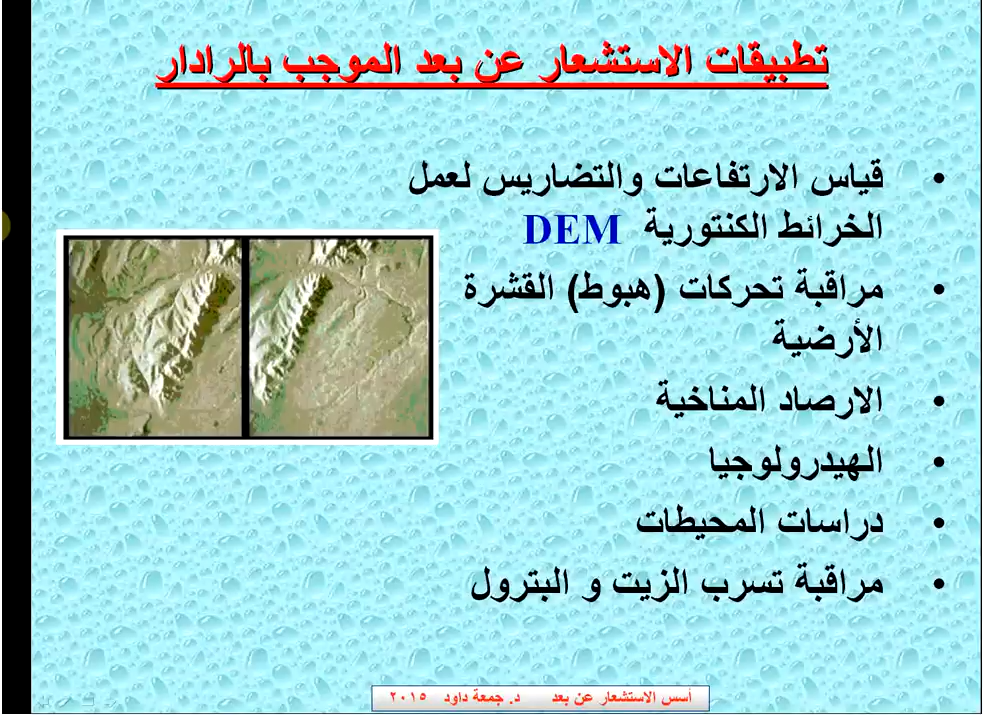 تطبيقات الاستشعار عن بعد الموجب بالرادار
• قياس الارتفاعات والتضاريس لعمل
الخرائط الكنتورية DEM
• مراقبة تحركات (هبوط) القشرة
الأرضية
• الارصاد المناخية
• الهيدرولوجيا
• دراسات المحيطات
• مراقبة تسرب الزيت و البترول
أسس الاستشعار عن بعد د. جمعة داود ٢٠١٥